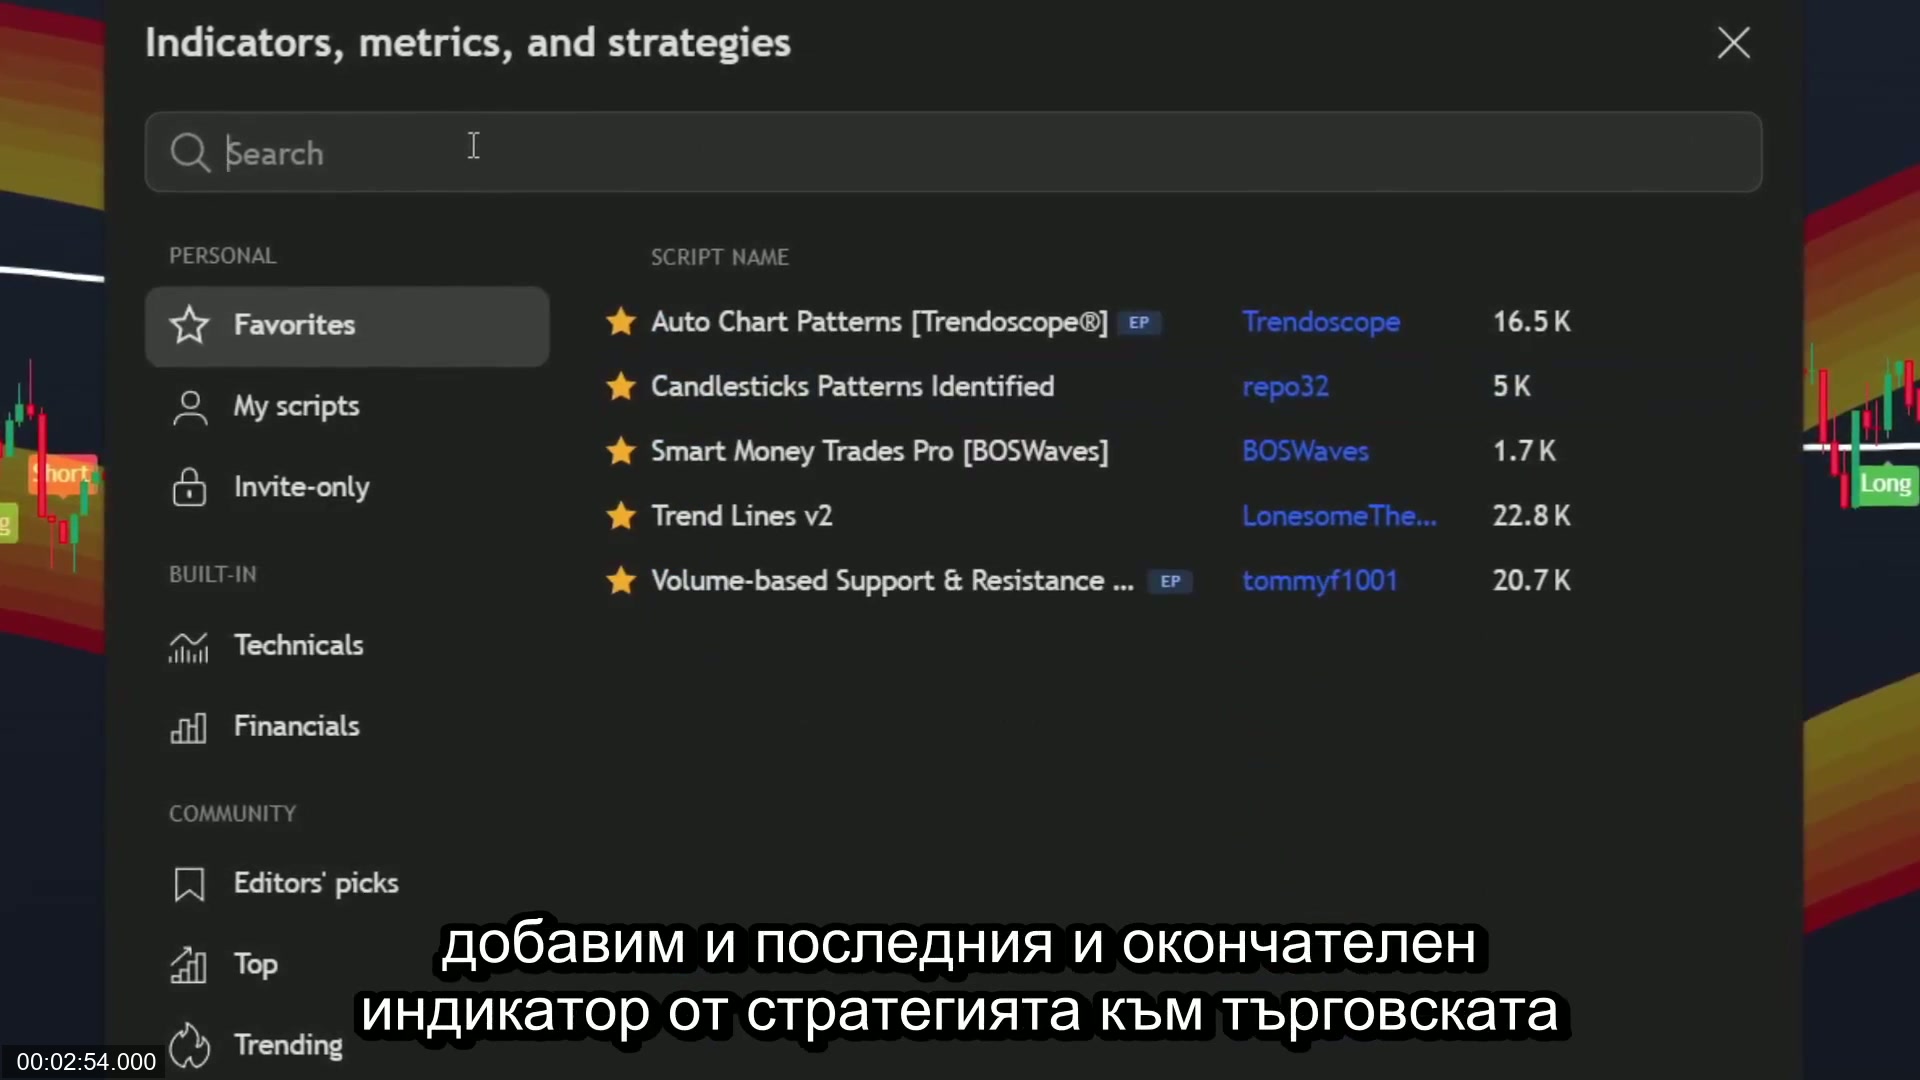 Indicators, metrics, and strategies
Search
PERSONAL
Favorites
My scripts
Invite-only
BUILT-IN
Technicals
Financials
COMMUNITY
Editors' picks
Top
Trending
SCRIPT NAME
Auto Chart Patterns [Trendoscope®] EP Trendoscope 16.5 K
Candlesticks Patterns Identified repo32 5 K
Smart Money Trades Pro [BOSWaves] BOSWaves 1.7 K
Trend Lines v2 LonesomeThe... 22.8 K
Volume-based Support & Resistance ... EP tommyf1001 20.7 K
Short
g
Long
добавим и последния и окончателен
индикатор от стратегията към търговската
00:02:54.000